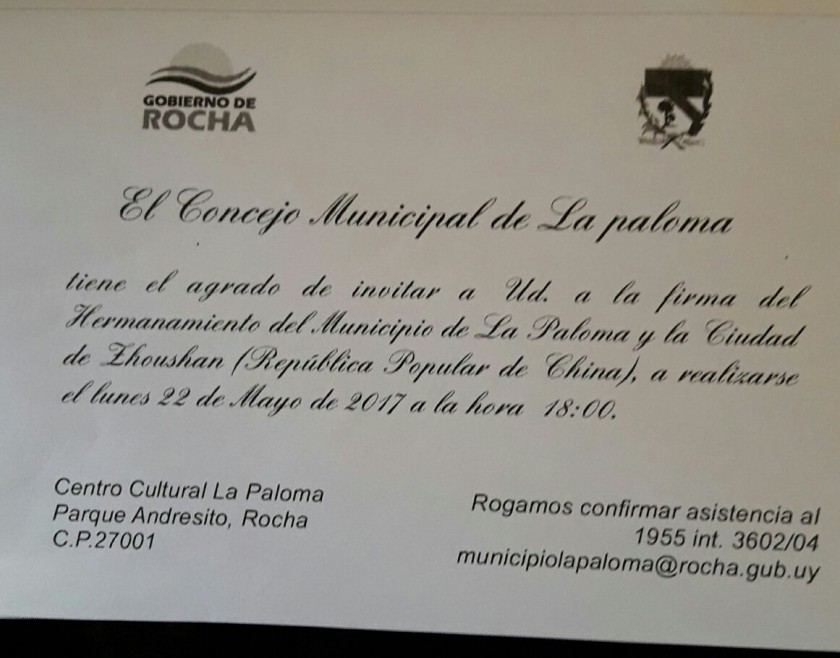 GOBIERNO DE
ROCHA
El Concejo Municipal de La paloma
tiene el agrado de invitar a Ud. a la firma del
Hermanamiento del Municipio de La Paloma y la Ciudad
de Zhoushan (República Popular de China), a realizarse
el lunes 22 de Mayo de 2017 a la hora 18:00.
Centro Cultural La Paloma
Parque Andresito, Rocha
C.P.27001
Rogamos confirmar asistencia al
1955 int. 3602/04
municipiolapaloma@rocha.gub.uy